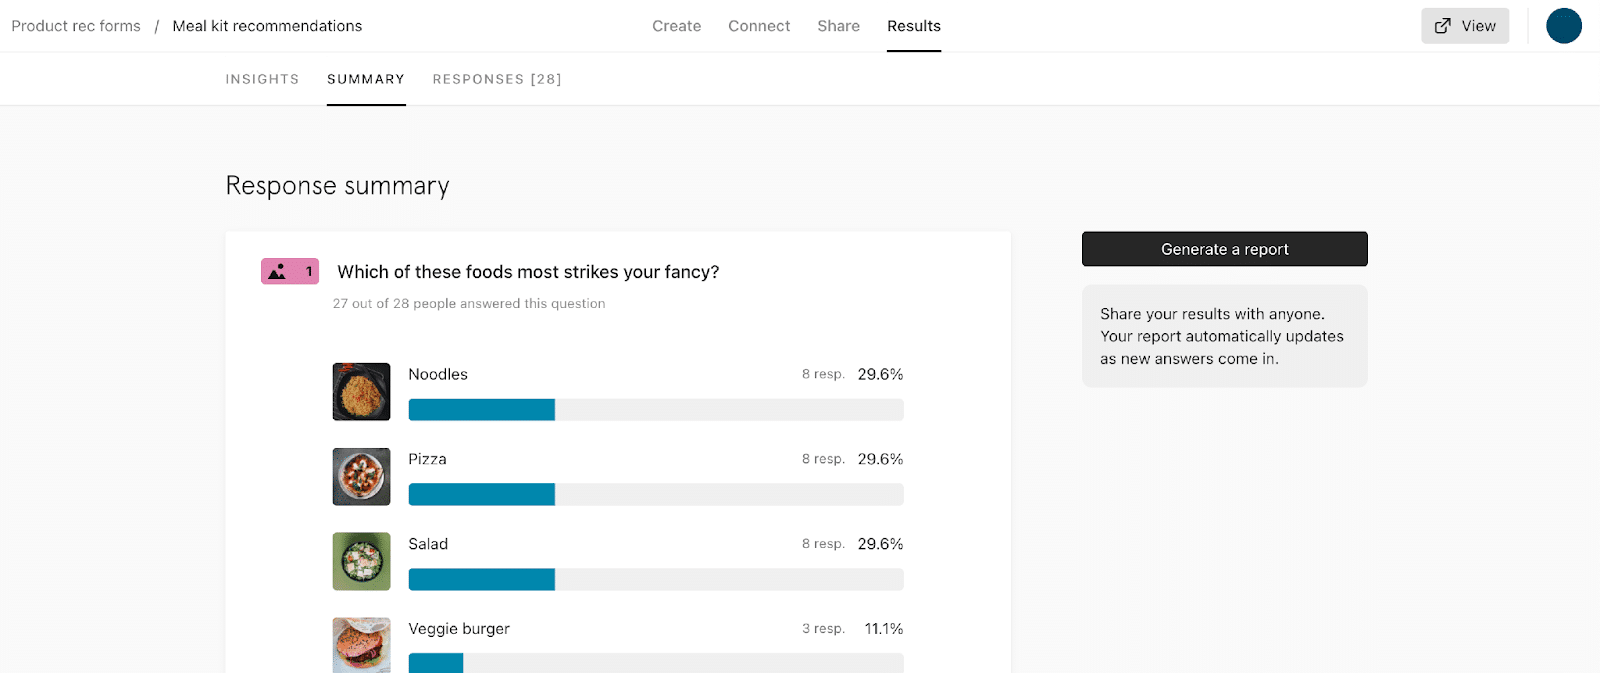 Product rec forms / Meal kit recommendations
Create Connect Share Results
View
INSIGHTS SUMMARY RESPONSES [28]
Response summary
1 Which of these foods most strikes your fancy?
27 out of 28 people answered this question
Noodles 8 resp. 29.6%
Pizza 8 resp. 29.6%
Salad 8 resp. 29.6%
Veggie burger 3 resp. 11.1%
Generate a report
Share your results with anyone.
Your report automatically updates
as new answers come in.